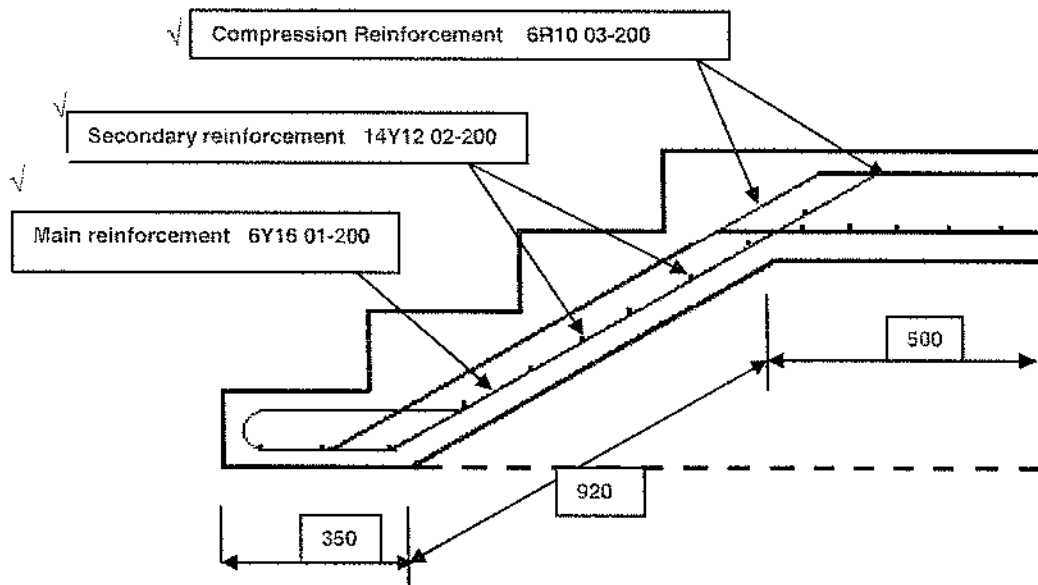 √ Compression Reinforcement 6R10 03-200
√
Secondary reinforcement 14Y12 02-200
√
Main reinforcement 6Y16 01-200
500
920
350